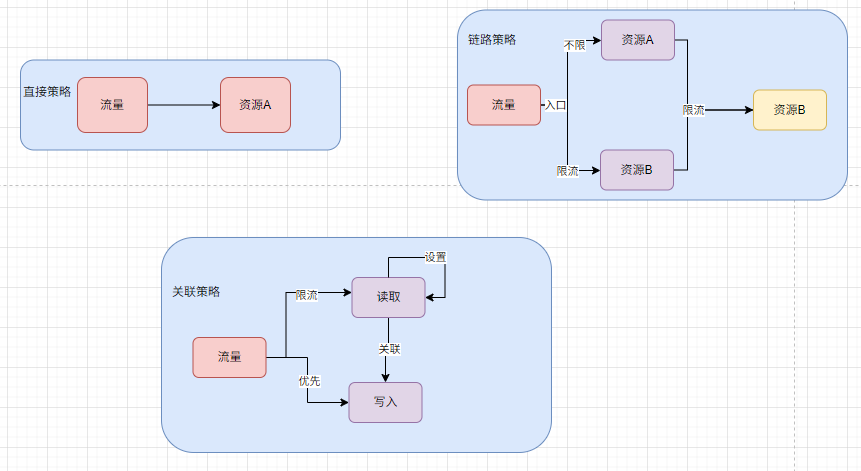 直接策略
流量
资源A
链路策略
流量
入口
不限
资源A
限流
资源B
限流
资源B
关联策略
流量
限流
优先
读取
设置
关联
写入